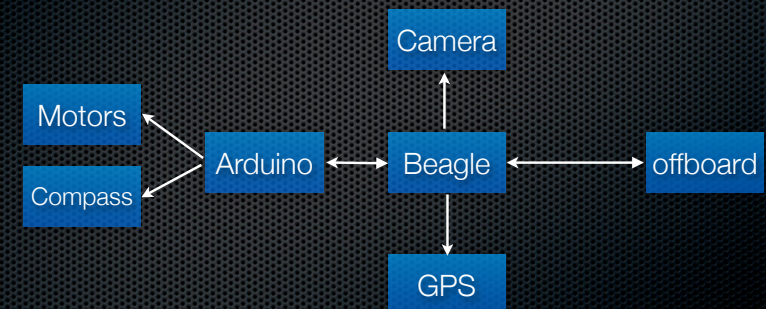 Camera
Motors
Arduino
Beagle
offboard
Compass
GPS